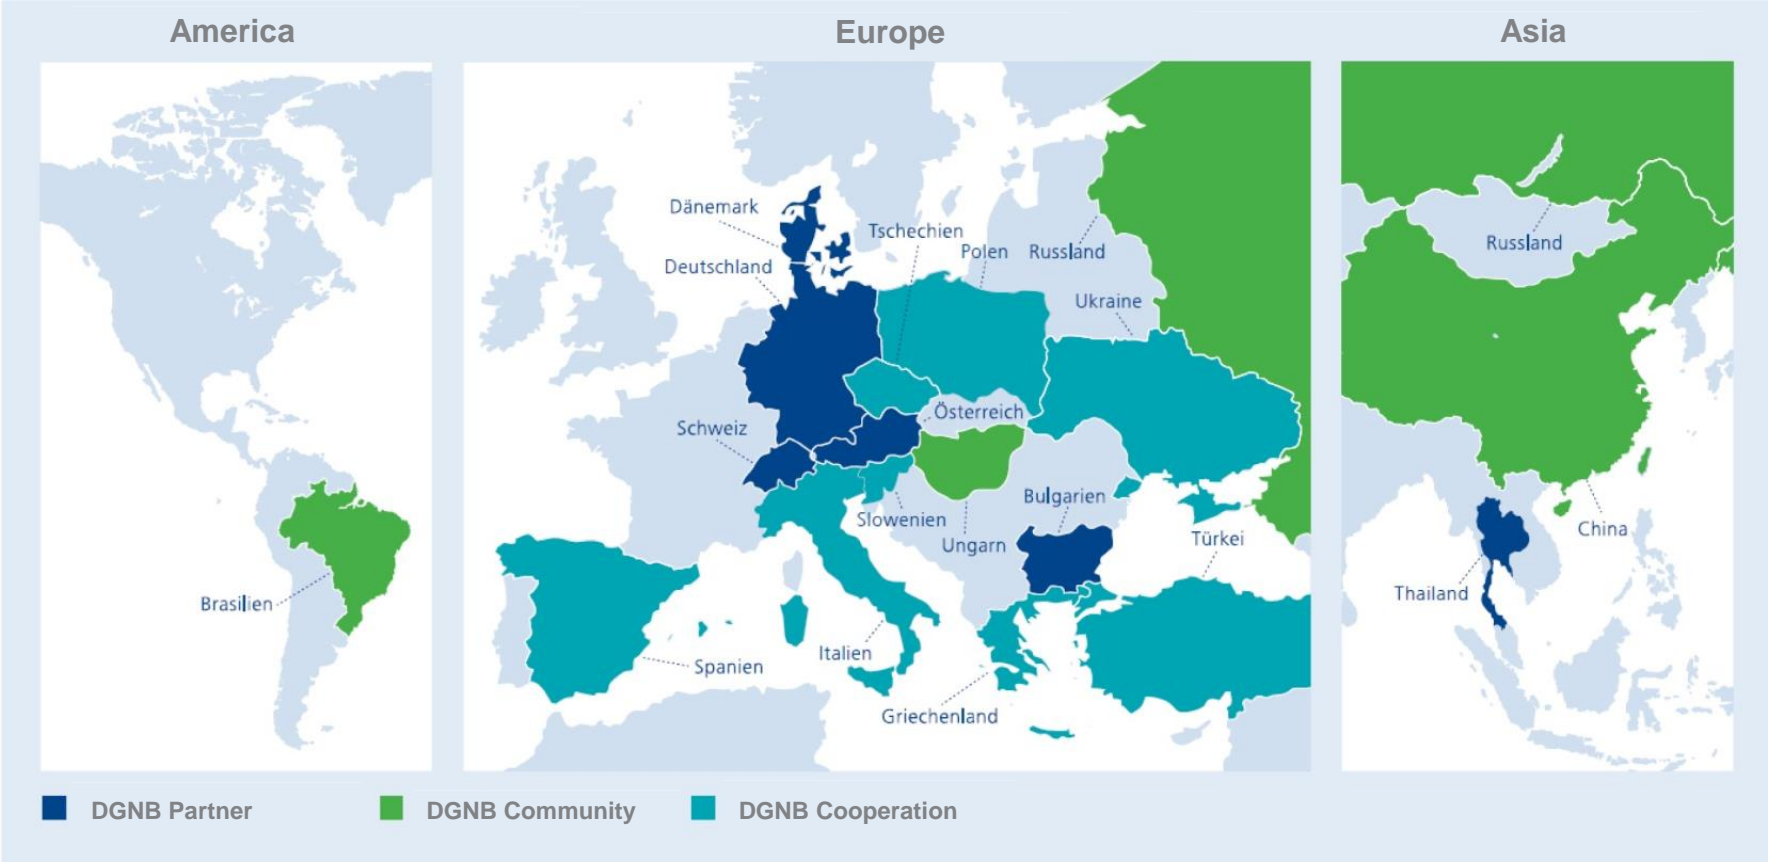 America
Europe
Asia
Dänemark
Tschechien
Polen
Russland
Deutschland
Ukraine
Österreich
Schweiz
Bulgarien
Slowenien
Ungarn
Türkei
Brasilien
Italien
Spanien
Griechenland
Russland
China
Thailand
DGNB Partner
DGNB Community
DGNB Cooperation